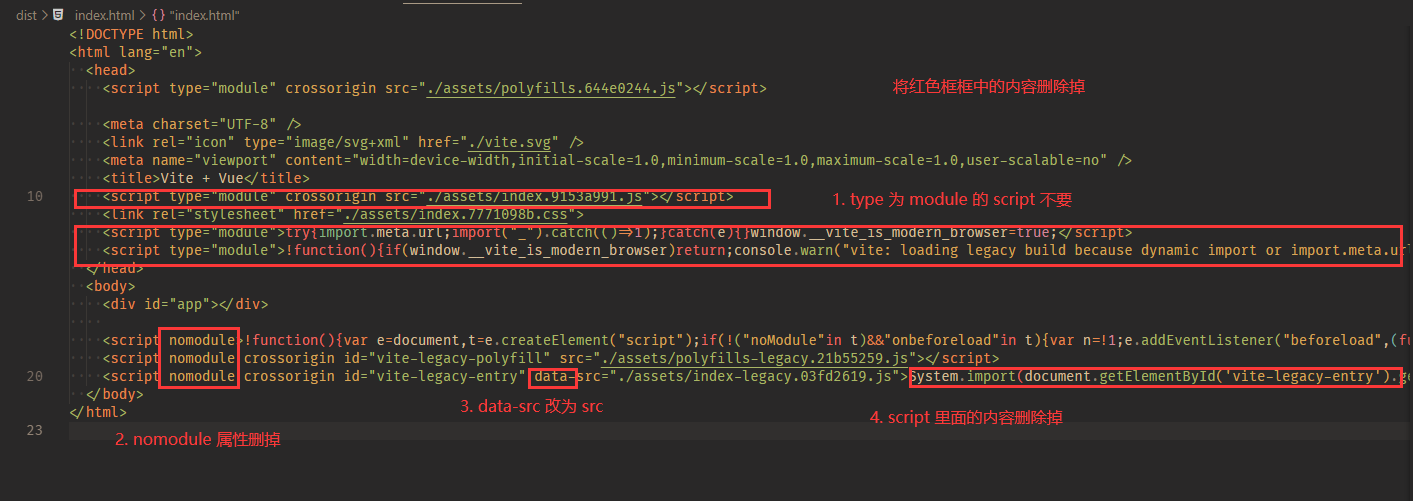 dist > index.html > {} "index.html"
<!DOCTYPE html>
<html lang="en">
<head>
<script type="module" crossorigin src="./assets/polyfills.644e0244.js"></script>
将红色框框中的内容删除掉
<meta charset="UTF-8" />
<link rel="icon" type="image/svg+xml" href="./vite.svg" />
<meta name="viewport" content="width=device-width,initial-scale=1.0,minimum-scale=1.0,maximum-scale=1.0,user-scalable=no" />
<title>Vite + Vue</title>
10 <script type="module" crossorigin src="./assets/index.9153a991.js"></script>
1. type 为 module 的 script 不要
<link rel="stylesheet" href="./assets/index.7771098b.css">
<script type="module">try{import.meta.url;import("_").catch(()=>1);}catch(e){}window.__vite_is_modern_browser=true;</script>
<script type="module">!function(){if(window.__vite_is_modern_browser)return;console.warn("vite: loading legacy build because dynamic import or import.meta.ur
</head>
<body>
<div id="app"></div>
<script nomodule>!function(){var e=document,t=e.createElement("script");if(!("noModule"in t)&&"onbeforeload"in t){var n=!1;e.addEventListener("beforeload",(fu
<script nomodule crossorigin id="vite-legacy-polyfill" src="./assets/polyfills-legacy.21b55259.js"></script>
20 <script nomodule crossorigin id="vite-legacy-entry" data-src="./assets/index-legacy.03fd2619.js">System.import(document.getElementById('vite-legacy-entry').ge
</body>
3. data-src 改为 src
</html>
4. script 里面的内容删除掉
23
2. nomodule 属性删掉